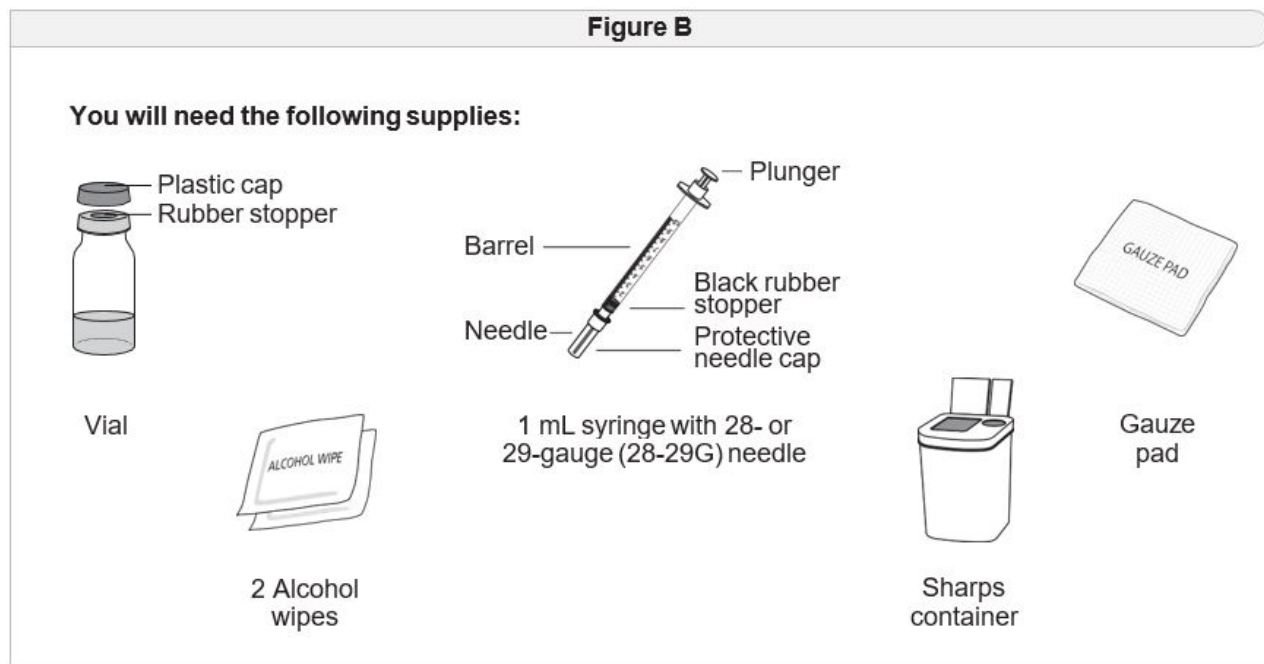 Figure B
You will need the following supplies:
Plastic cap
Rubber stopper
Vial
ALCOHOL WIPE
2 Alcohol
wipes
Plunger
Barrel
Black rubber
stopper
Needle
Protective
needle cap
1 mL syringe with 28- or
29-gauge (28-29G) needle
Sharps
container
GAUZE PAD
Gauze
pad